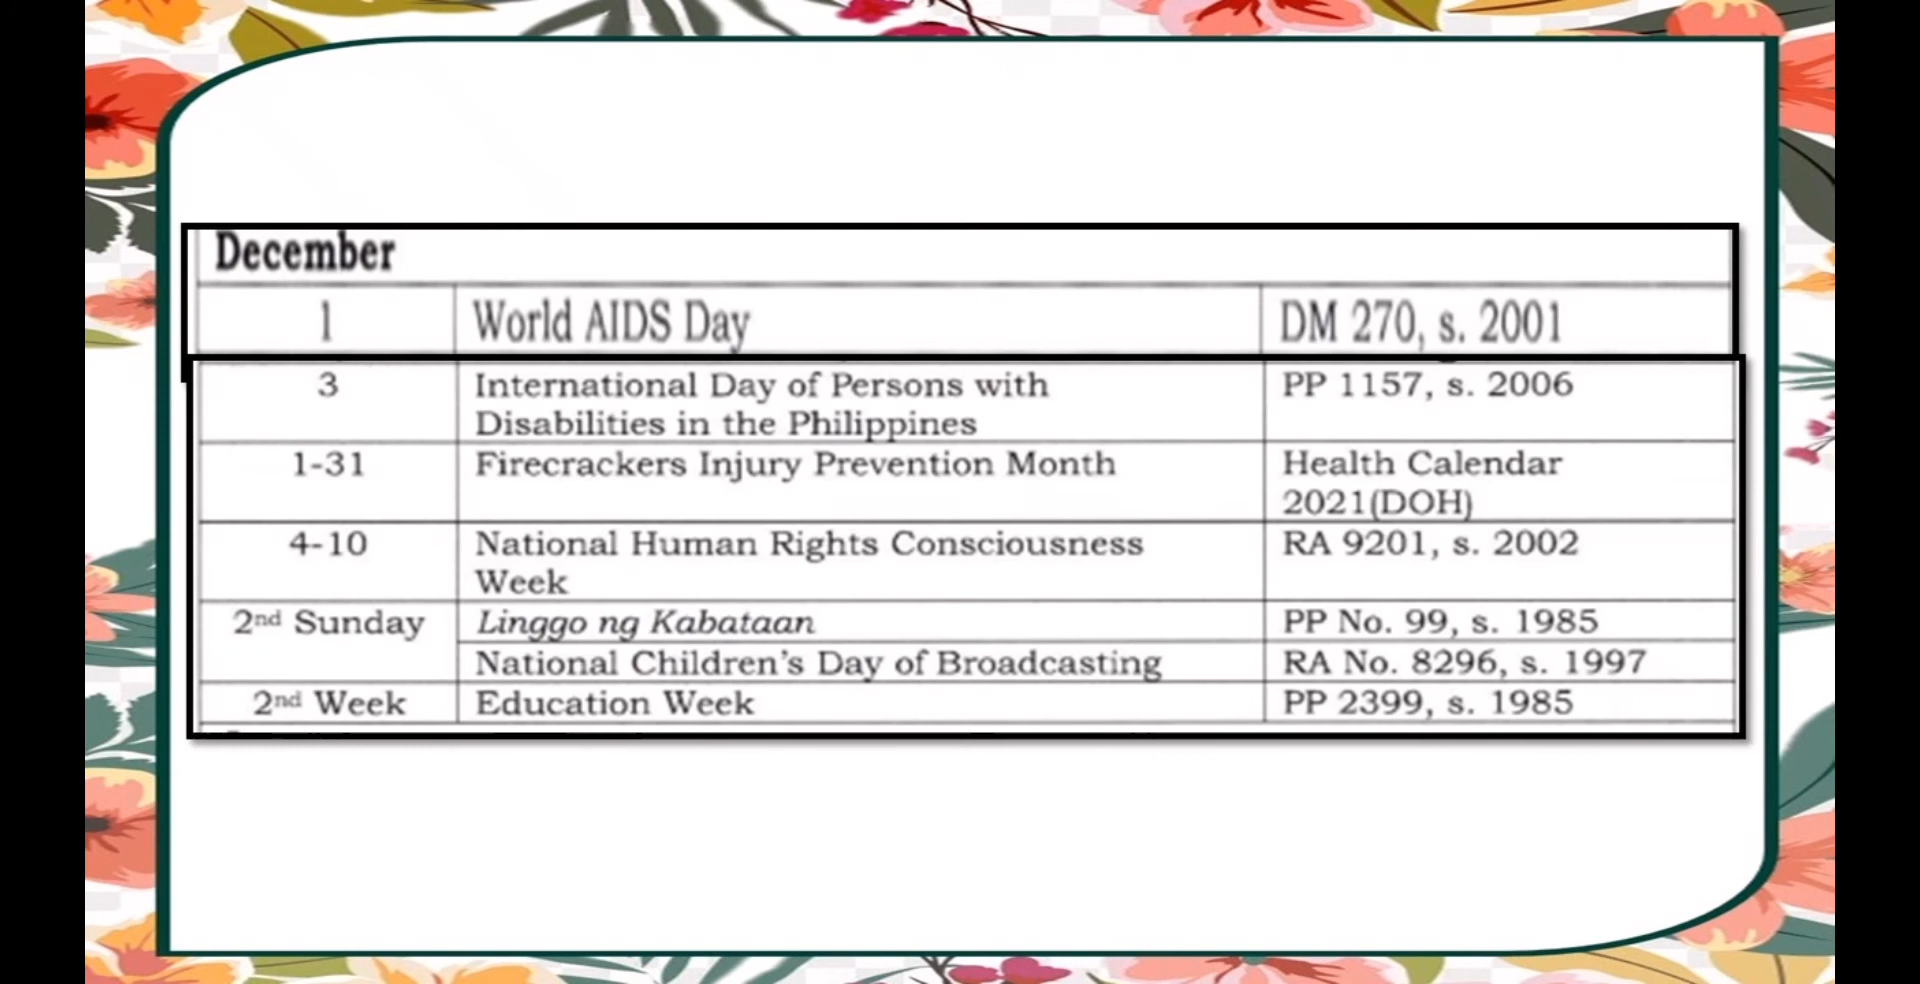 December
1 World AIDS Day DM 270, s. 2001
3 International Day of Persons with PP 1157, s. 2006
Disabilities in the Philippines
1-31 Firecrackers Injury Prevention Month Health Calendar
2021(DOH)
4-10 National Human Rights Consciousness RA 9201, s. 2002
Week
2nd Sunday Linggo ng Kabataan PP No. 99, s. 1985
National Children's Day of Broadcasting RA No. 8296, s. 1997
2nd Week Education Week PP 2399, s. 1985